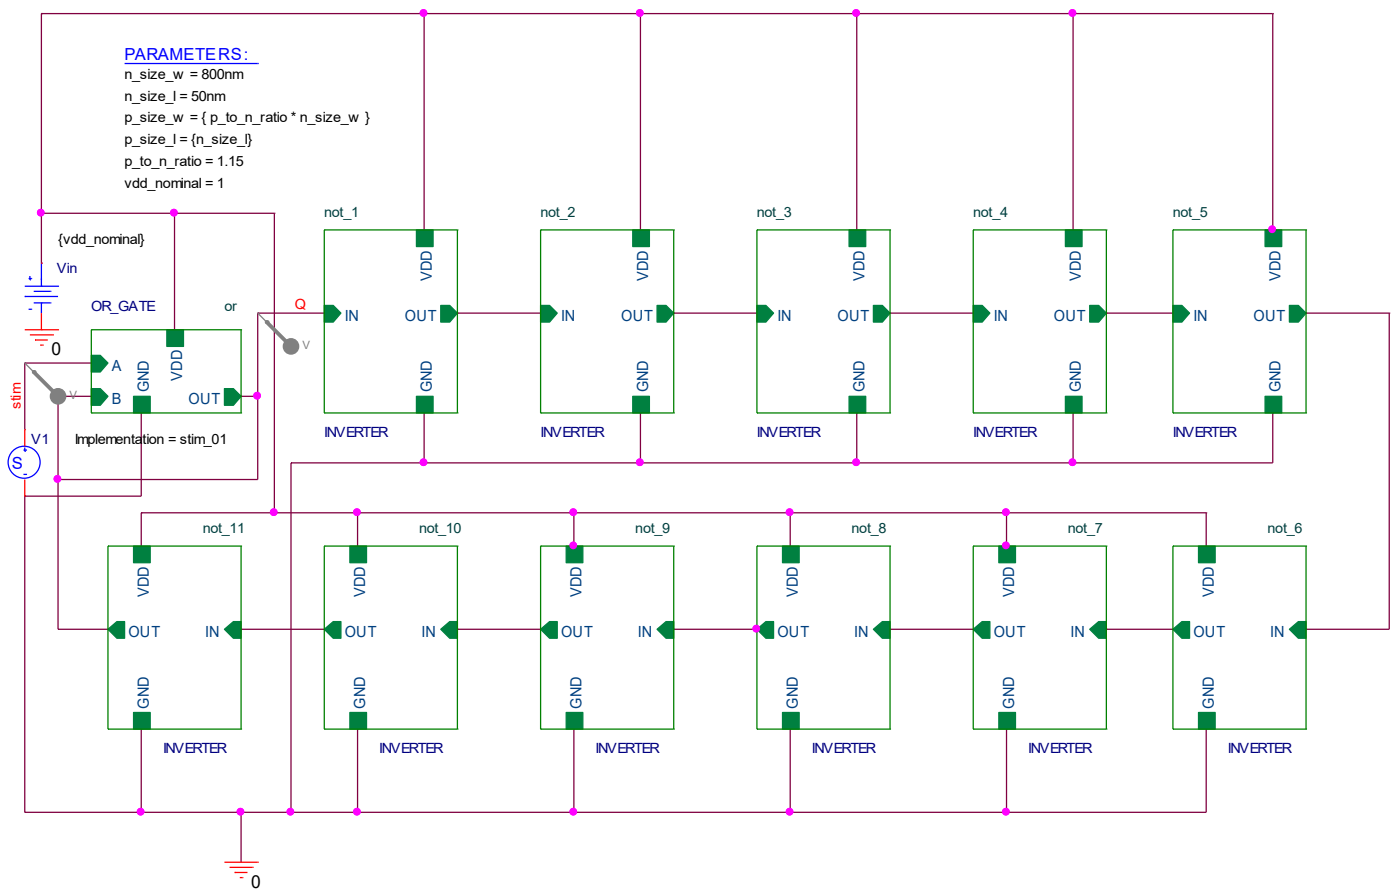 PARAMETERS:
n_size_w = 800nm
n_size_l = 50nm
p_size_w = { p_to_n_ratio * n_size_w }
p_size_l = {n_size_l}
p_to_n_ratio = 1.15
vdd_nominal = 1
not_1
not_2
not_3
not_4
not_5
{vdd_nominal}
Vin
+
-
0
OR_GATE
or
VDD
A
B
GND
OUT
Q
V
V
stim
V1
S
-
Implementation = stim_01
VDD
IN
OUT
GND
INVERTER
VDD
IN
OUT
GND
INVERTER
VDD
IN
OUT
GND
INVERTER
VDD
IN
OUT
GND
INVERTER
VDD
IN
OUT
GND
INVERTER
not_11
not_10
not_9
not_8
not_7
not_6
VDD
OUT
IN
GND
INVERTER
VDD
OUT
IN
GND
INVERTER
VDD
OUT
IN
GND
INVERTER
VDD
OUT
IN
GND
INVERTER
VDD
OUT
IN
GND
INVERTER
VDD
OUT
IN
GND
INVERTER
0